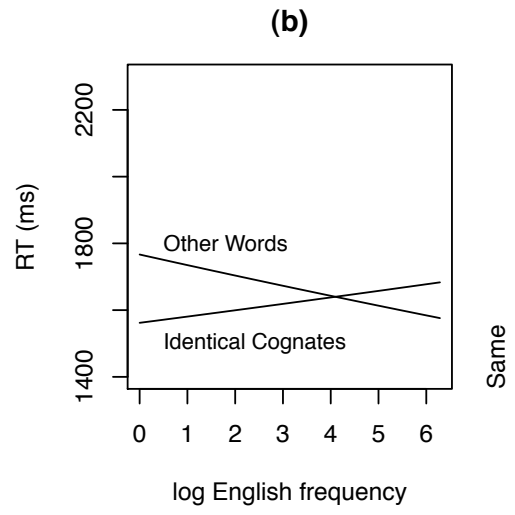 (b)
RT (ms)
2200
1800
1400
Other Words
Identical Cognates
0 1 2 3 4 5 6
log English frequency
Same